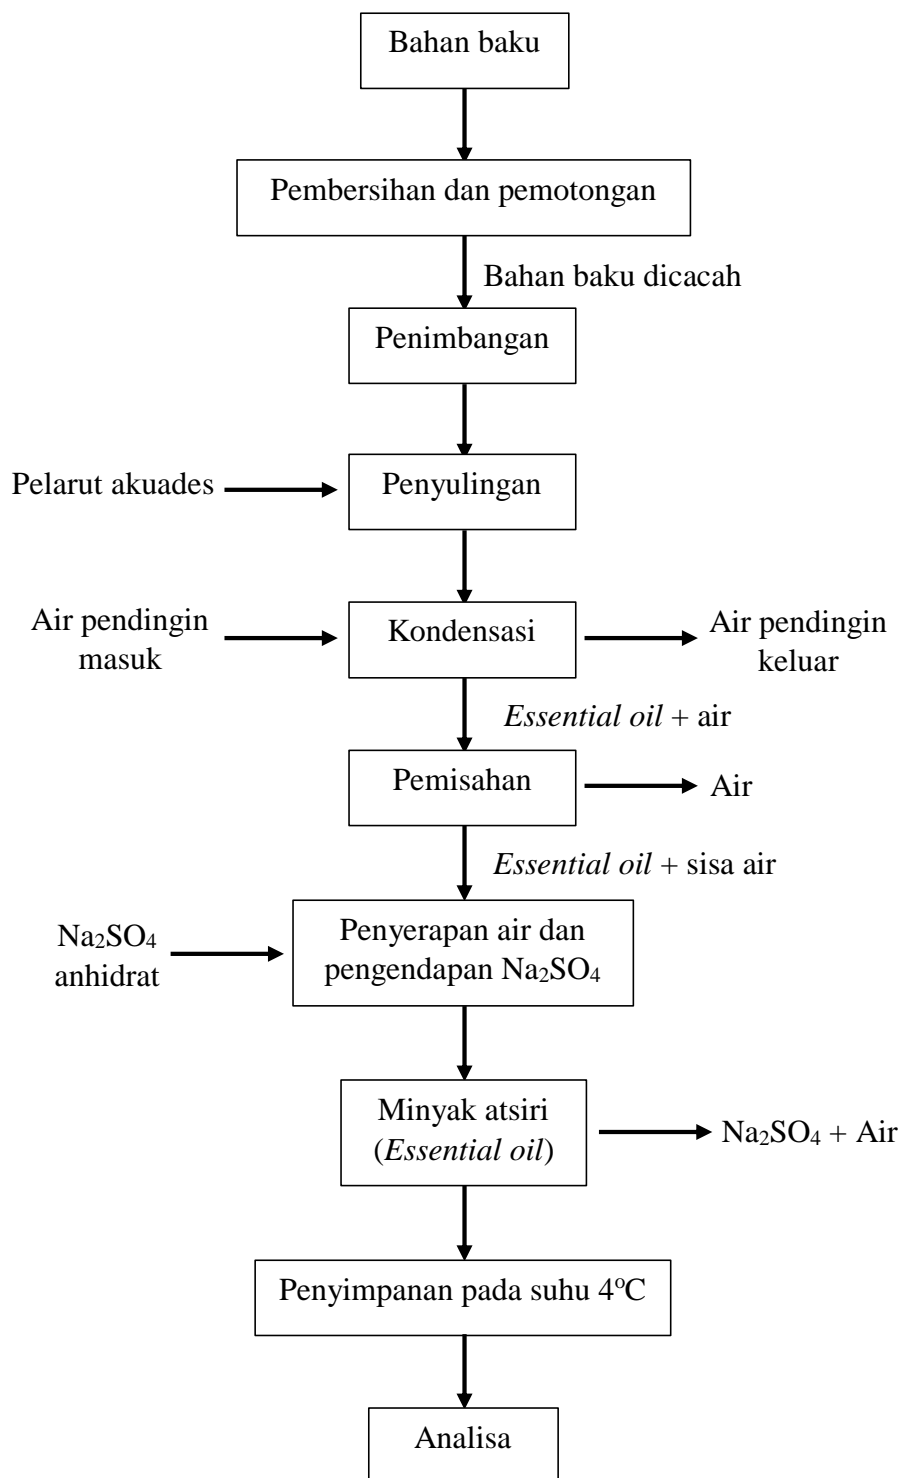 Bahan baku
Pembersihan dan pemotongan
Bahan baku dicacah
Penimbangan
Pelarut akuades
Penyulingan
Air pendingin
masuk
Kondensasi
Air pendingin
keluar
Essential oil + air
Pemisahan
Air
Essential oil + sisa air
Na₂SO₄
anhidrat
Penyerapan air dan
pengendapan Na₂SO₄
Minyak atsiri
(Essential oil)
Na₂SO₄ + Air
Penyimpanan pada suhu 4ºC
Analisa